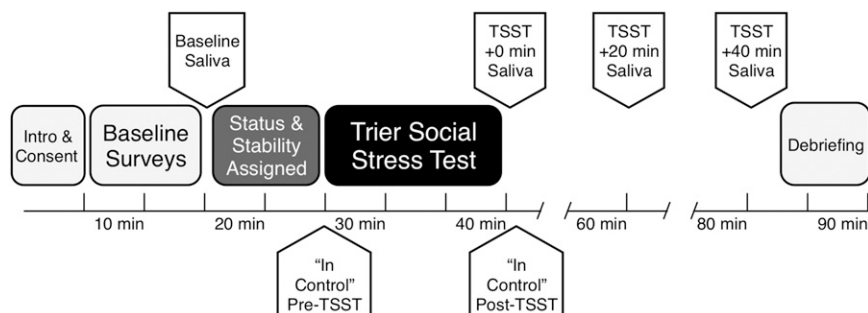 Baseline
Saliva
TSST
+0 min
Saliva
TSST
+20 min
Saliva
TSST
+40 min
Saliva
Intro &
Consent
Baseline
Surveys
Status &
Stability
Assigned
Trier Social
Stress Test
Debriefing
10 min
20 min
30 min
40 min
60 min
80 min
90 min
“In
Control”
Pre-TSST
“In
Control”
Post-TSST